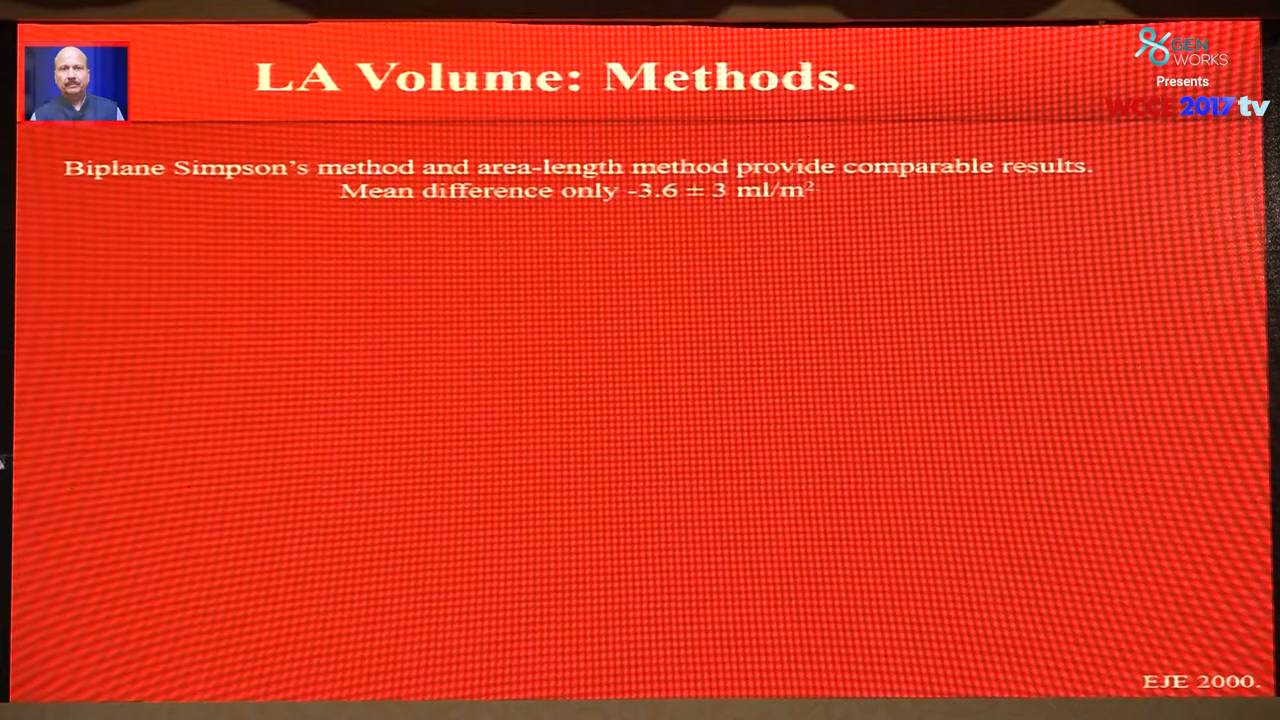 LA Volume: Methods.
GEN
WORKS
Presents
WCCE 2017 tv
Biplane Simpson's method and area-length method provide comparable results.
Mean difference only -3.6 ± 3 ml/m²
EJE 2000.